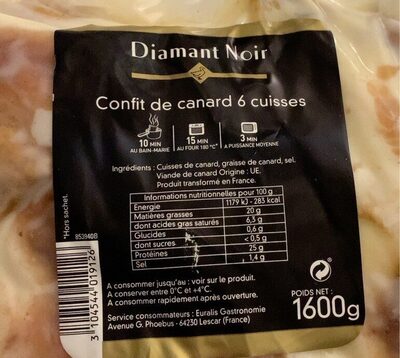 Diamant Noir
Confit de canard 6 cuisses
10 MIN AU BAIN-MARIE
15 MIN AU FOUR 180 °C*
3 MIN A PUISSANCE MOYENNE
Ingrédients : Cuisses de canard, graisse de canard, sel.
Viande de canard Origine : UE.
Produit transformé en France.
Informations nutritionnelles pour 100 g
Energie 1179 kJ - 283 kcal
Matières grasses 20 g
dont acides gras saturés 6,3 g
Glucides 0,6 g
dont sucres < 0,5 g
Protéines 25 g
Sel 1,4 g
A consommer jusqu'au : voir sur le produit.
A conserver entre 0°C et +4°C.
A consommer rapidement après ouverture.
Service consommateurs : Euralis Gastronomie
Avenue G. Phoebus - 64230 Lescar (France)
POIDS NET :
1600g
*Hors sachet.
853940B
3 104544 019126